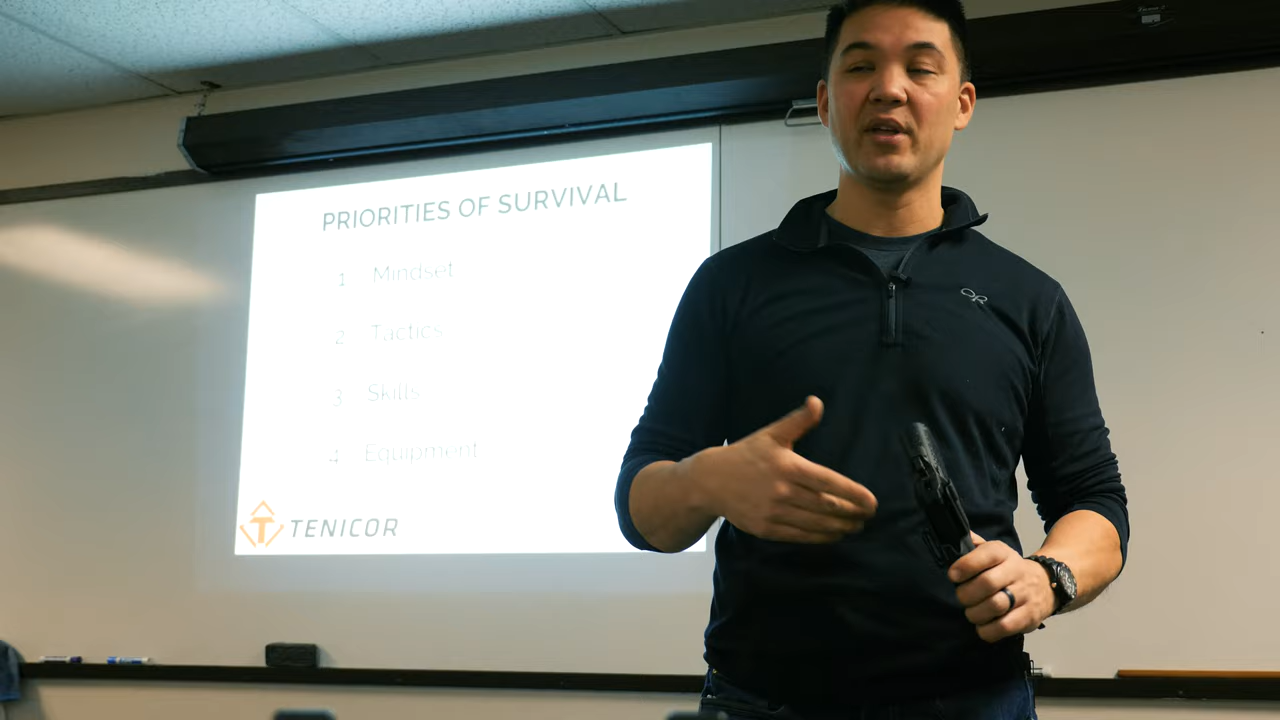 PRIORITIES OF SURVIVAL
1 Mindset
2 Tactics
3 Skills
4 Equipment
TENICOR
OR